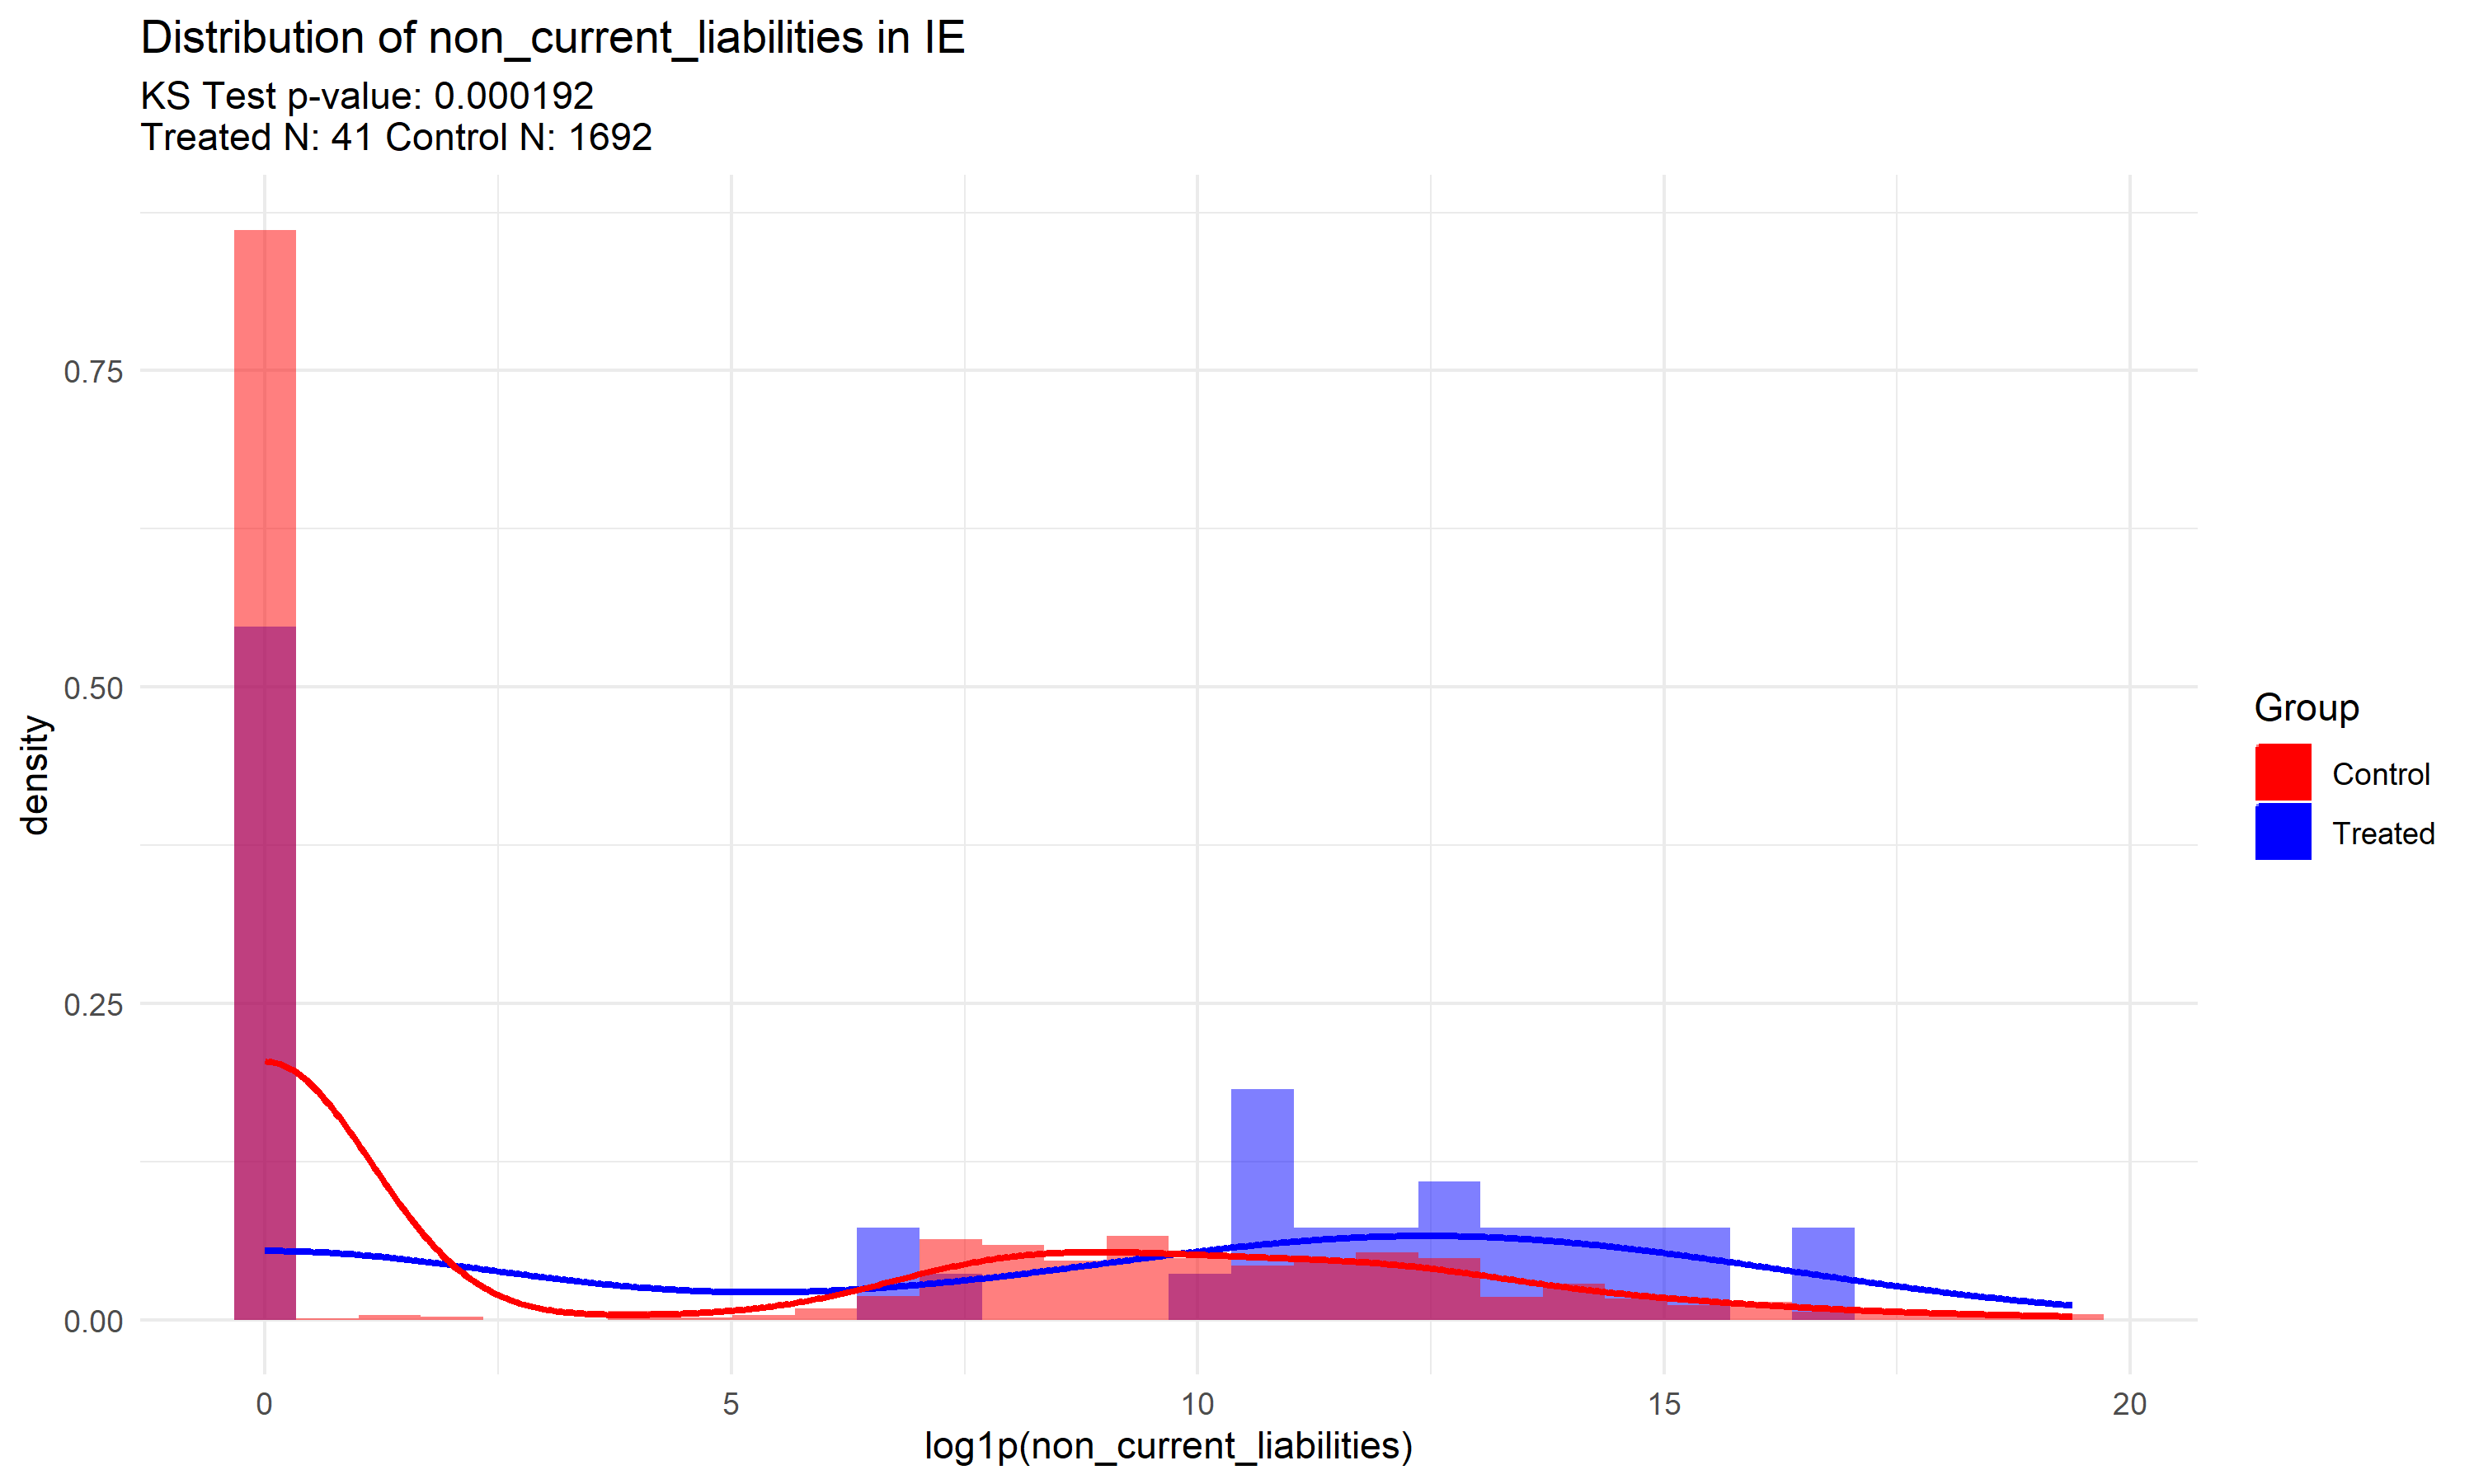 Distribution of non_current_liabilities in IE
KS Test p-value: 0.000192
Treated N: 41 Control N: 1692
density
0.75
0.50
0.25
0.00
0 5 10 15 20
log1p(non_current_liabilities)
Group
Control
Treated